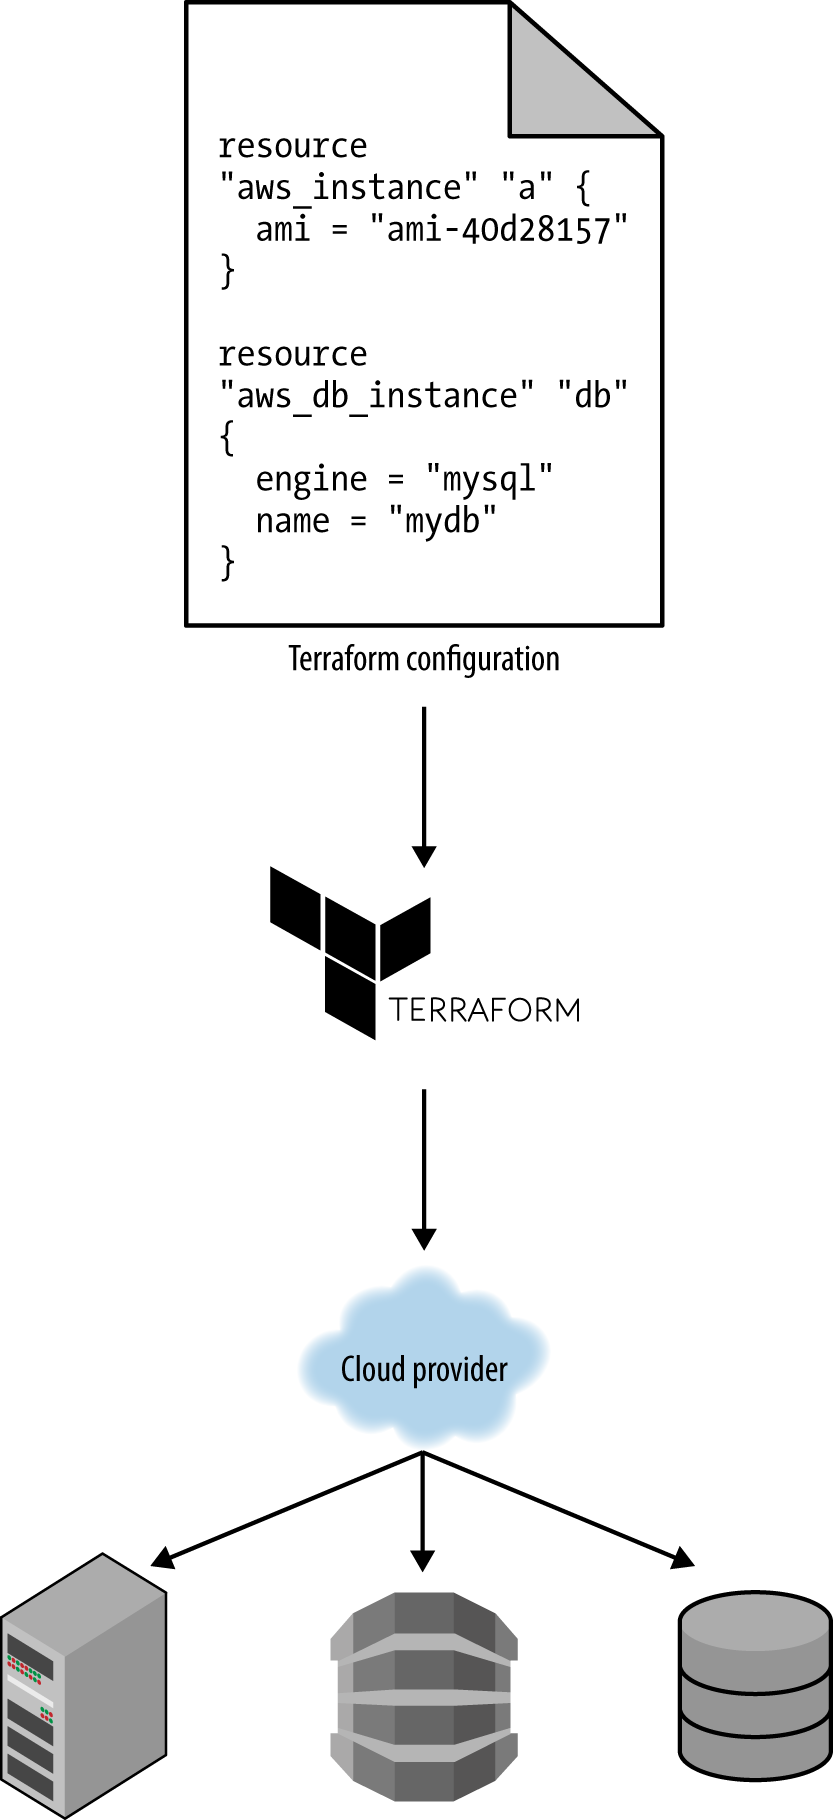 resource
"aws_instance" "a" {
  ami = "ami-40d28157"
}
resource
"aws_db_instance" "db"
{
  engine = "mysql"
  name = "mydb"
}
Terraform configuration
TERRAFORM
Cloud provider